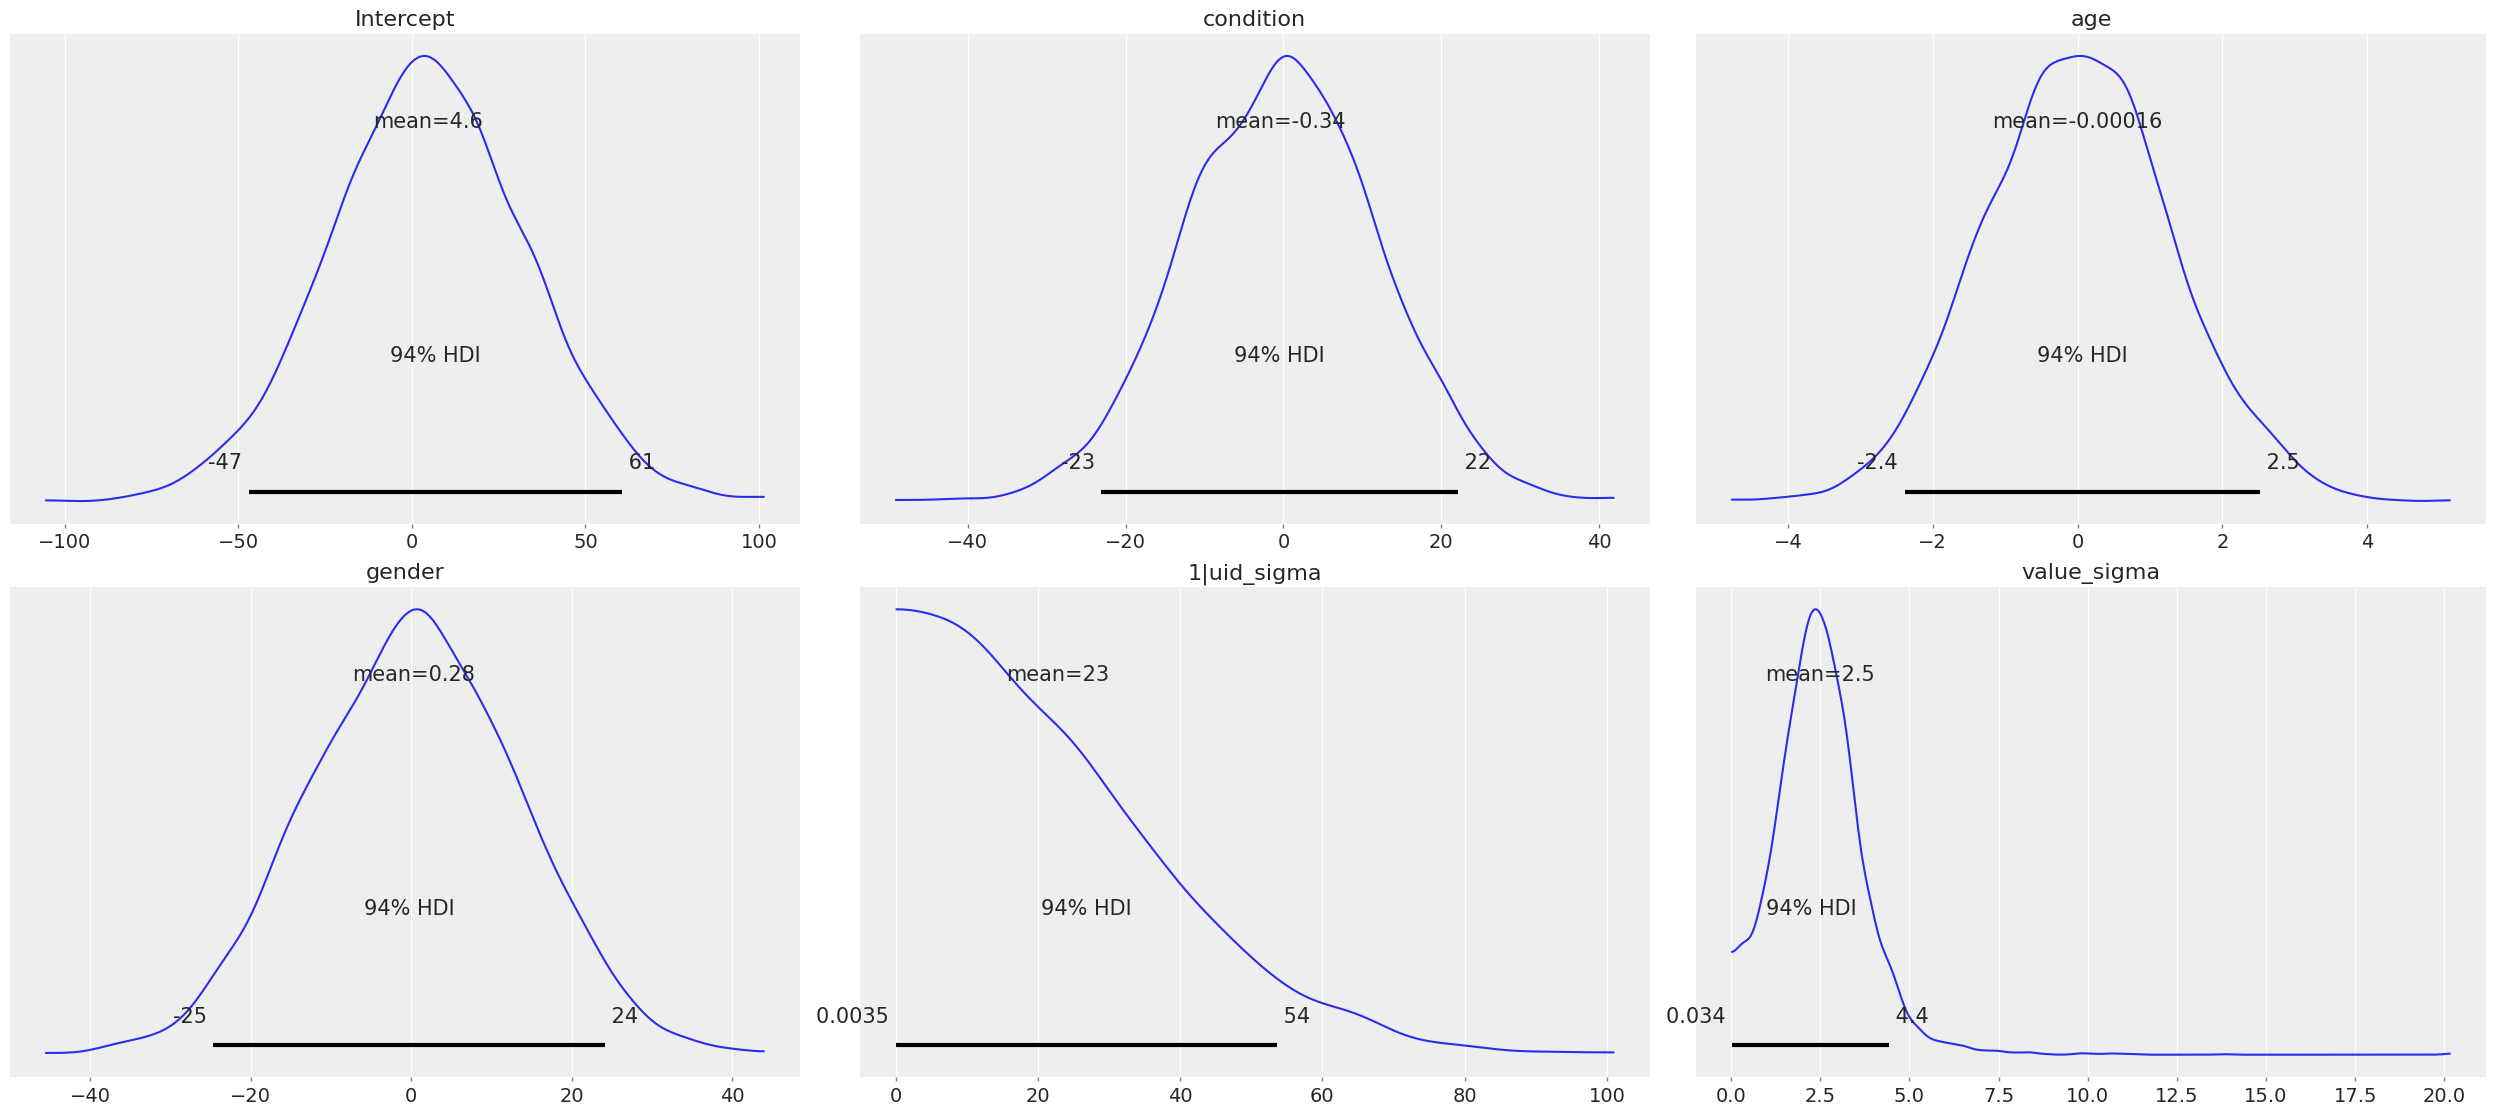 Intercept
mean=4.6
94% HDI
-47
61
−100
−50
0
50
100
condition
mean=-0.34
94% HDI
-23
22
−40
−20
0
20
40
age
mean=-0.00016
94% HDI
-2.4
2.5
−4
−2
0
2
4
gender
mean=0.28
94% HDI
-25
24
−40
−20
0
20
40
1|uid_sigma
mean=23
94% HDI
0.0035
54
0
20
40
60
80
100
value_sigma
mean=2.5
94% HDI
0.034
4.4
0.0
2.5
5.0
7.5
10.0
12.5
15.0
17.5
20.0